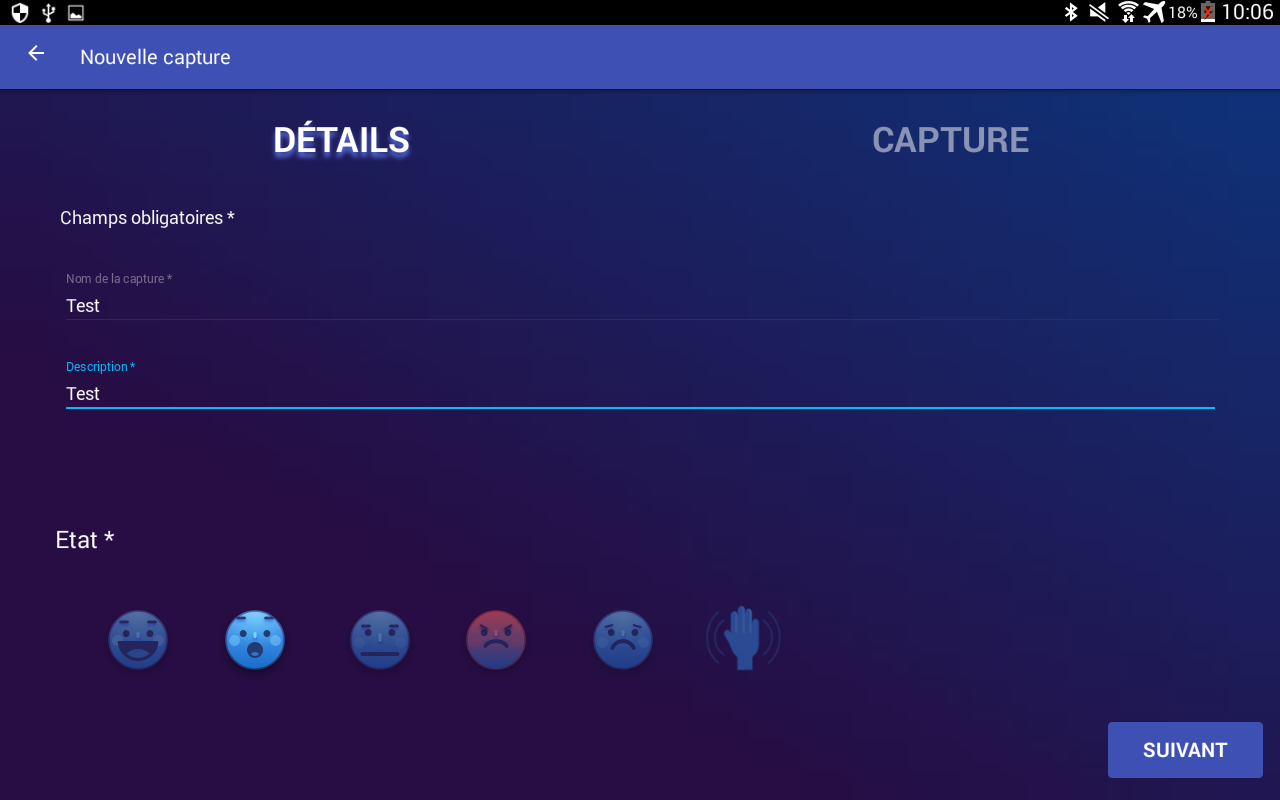 18% 10:06
Nouvelle capture
DÉTAILS CAPTURE
Champs obligatoires *
Nom de la capture *
Test
Description *
Test
Etat *
SUIVANT